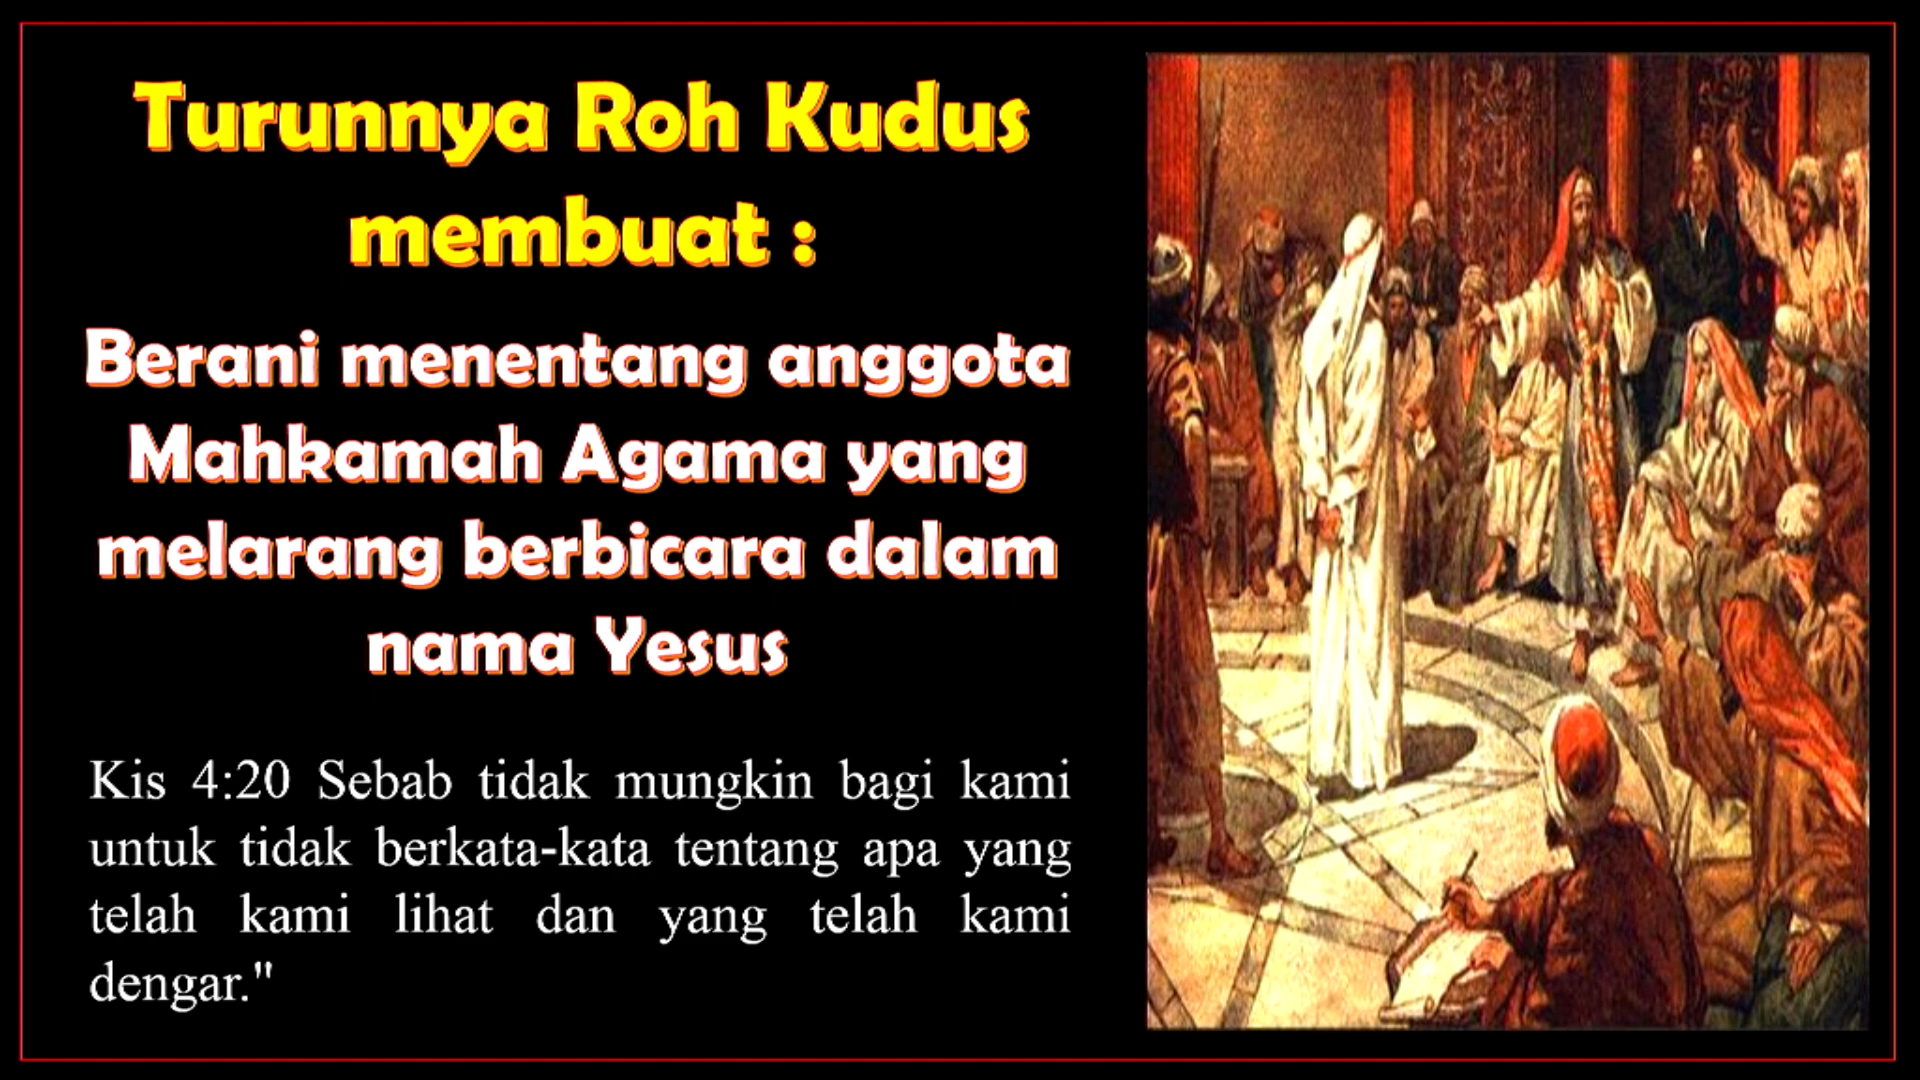 Turunnya Roh Kudus
membuat :
Berani menentang anggota
Mahkamah Agama yang
melarang berbicara dalam
nama Yesus
Kis 4:20 Sebab tidak mungkin bagi kami
untuk tidak berkata-kata tentang apa yang
telah kami lihat dan yang telah kami
dengar."